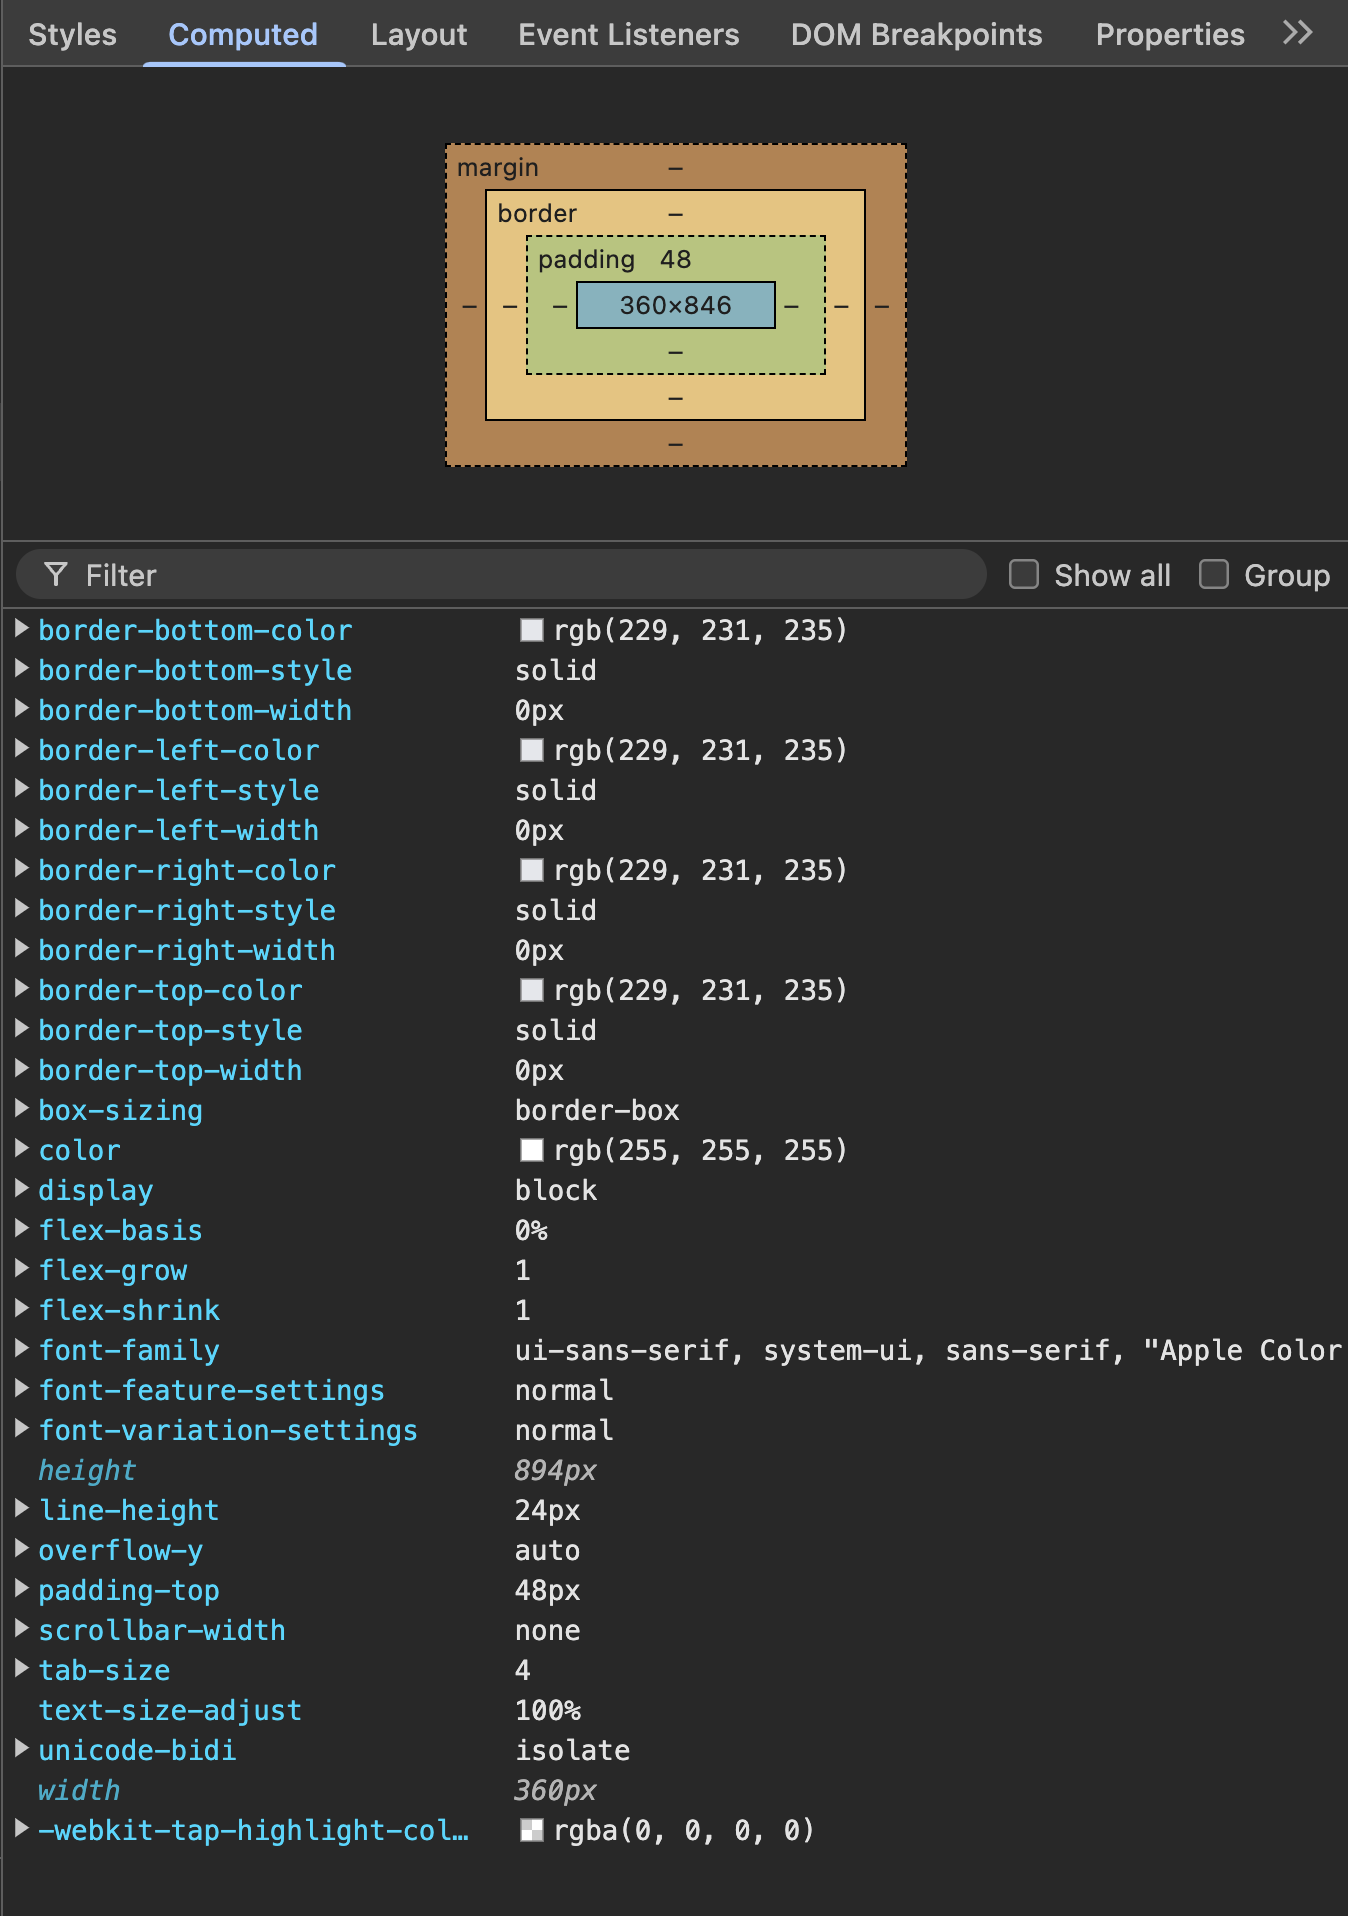 Styles Computed Layout Event Listeners DOM Breakpoints Properties
margin –
border –
padding 48
– – – 360×846 – – –
–
–
–
Filter Show all Group
border-bottom-color rgb(229, 231, 235)
border-bottom-style solid
border-bottom-width 0px
border-left-color rgb(229, 231, 235)
border-left-style solid
border-left-width 0px
border-right-color rgb(229, 231, 235)
border-right-style solid
border-right-width 0px
border-top-color rgb(229, 231, 235)
border-top-style solid
border-top-width 0px
box-sizing border-box
color rgb(255, 255, 255)
display block
flex-basis 0%
flex-grow 1
flex-shrink 1
font-family ui-sans-serif, system-ui, sans-serif, "Apple Color
font-feature-settings normal
font-variation-settings normal
height 894px
line-height 24px
overflow-y auto
padding-top 48px
scrollbar-width none
tab-size 4
text-size-adjust 100%
unicode-bidi isolate
width 360px
-webkit-tap-highlight-col… rgba(0, 0, 0, 0)